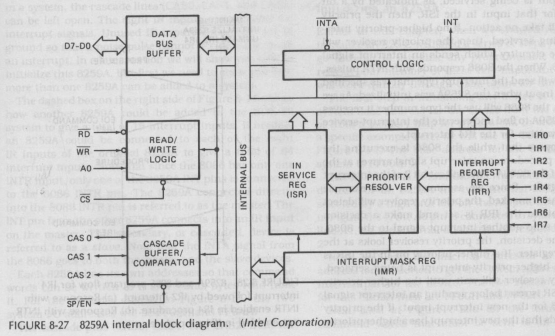 INTA
INT
D7-D0
DATA
BUS
BUFFER
CONTROL LOGIC
RD
WR
A0
CS
READ/
WRITE
LOGIC
INTERNAL BUS
IN
SERVICE
REG
(ISR)
PRIORITY
RESOLVER
INTERRUPT
REQUEST
REG
(IRR)
IR0
IR1
IR2
IR3
IR4
IR5
IR6
IR7
CAS 0
CAS 1
CAS 2
CASCADE
BUFFER/
COMPARATOR
SP/EN
INTERRUPT MASK REG
(IMR)
FIGURE 8-27 8259A internal block diagram. (Intel Corporation)